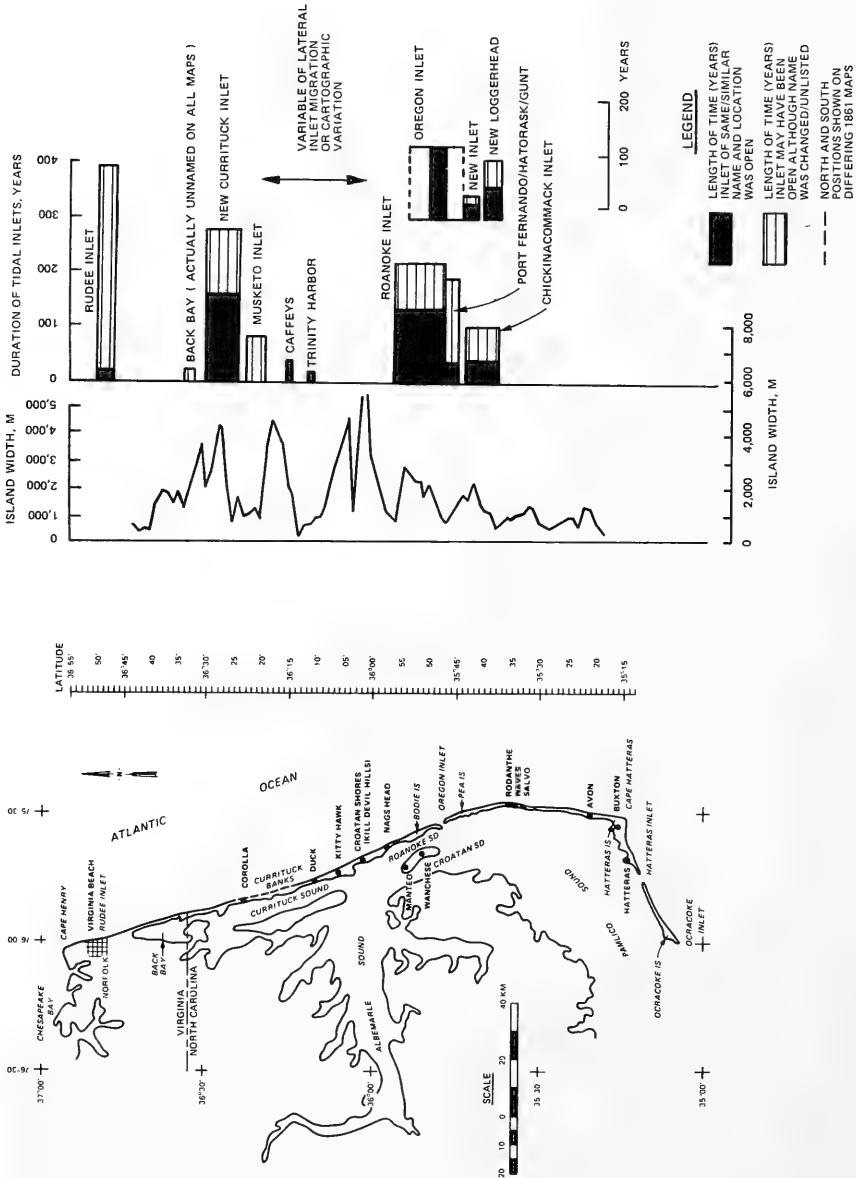 CHESAPEAKE
BAY
CAPE HENRY
VIRGINIA BEACH
RUDEE INLET
NORFOLK
BACK
BAY
VIRGINIA
NORTH CAROLINA
ATLANTIC
OCEAN
N
COROLLA
CURRITUCK
BANKS
CURRITUCK SOUND
DUCK
KITTY HAWK
CROATAN SHORES
(KILL DEVIL HILLS)
NAGS HEAD
BODIE IS
OREGON INLET
PEA IS
ROANOKE SD
CROATAN SD
MANTEO
WANCHESE
ALBEMARLE
SOUND
RODANTHE
WAVES
SALVO
AVON
BUXTON
CAPE HATTERAS
HATTERAS IS
HATTERAS
HATTERAS INLET
PAMLICO
SOUND
OCRACOKE IS
OCRACOKE
INLET
SCALE
20 10 0 20 40 KM
37°00'
36°30'
36°00'
35 30
35°00'
76 30
76 00
75 30
LATITUDE
36 55'
50'
36°45'
40
35'
36°30'
25
20'
36°15'
10'
05'
36°00'
55
50'
35°45'
40
35
35°30'
25
20
35°15'
ISLAND WIDTH, M
0
1,000
2,000
3,000
4,000
5,000
ISLAND WIDTH, M
0
2,000
4,000
6,000
8,000
DURATION OF TIDAL INLETS, YEARS
0
100
200
300
400
RUDEE INLET
BACK BAY ( ACTUALLY UNNAMED ON ALL MAPS )
NEW CURRITUCK INLET
MUSKETO INLET
CAFFEYS
TRINITY HARBOR
VARIABLE OF LATERAL
INLET MIGRATION
OR CARTOGRAPHIC
VARIATION
ROANOKE INLET
OREGON INLET
NEW INLET
NEW LOGGERHEAD
PORT FERNANDO/HATORASK/GUNT
CHICKINACOMMACK INLET
0
100
200
YEARS
LEGEND
LENGTH OF TIME (YEARS)
INLET OF SAME/SIMILAR
NAME AND LOCATION
WAS OPEN
LENGTH OF TIME (YEARS)
INLET MAY HAVE BEEN
OPEN ALTHOUGH NAME
WAS CHANGED/UNLISTED
NORTH AND SOUTH
POSITIONS SHOWN ON
DIFFERING 1861 MAPS